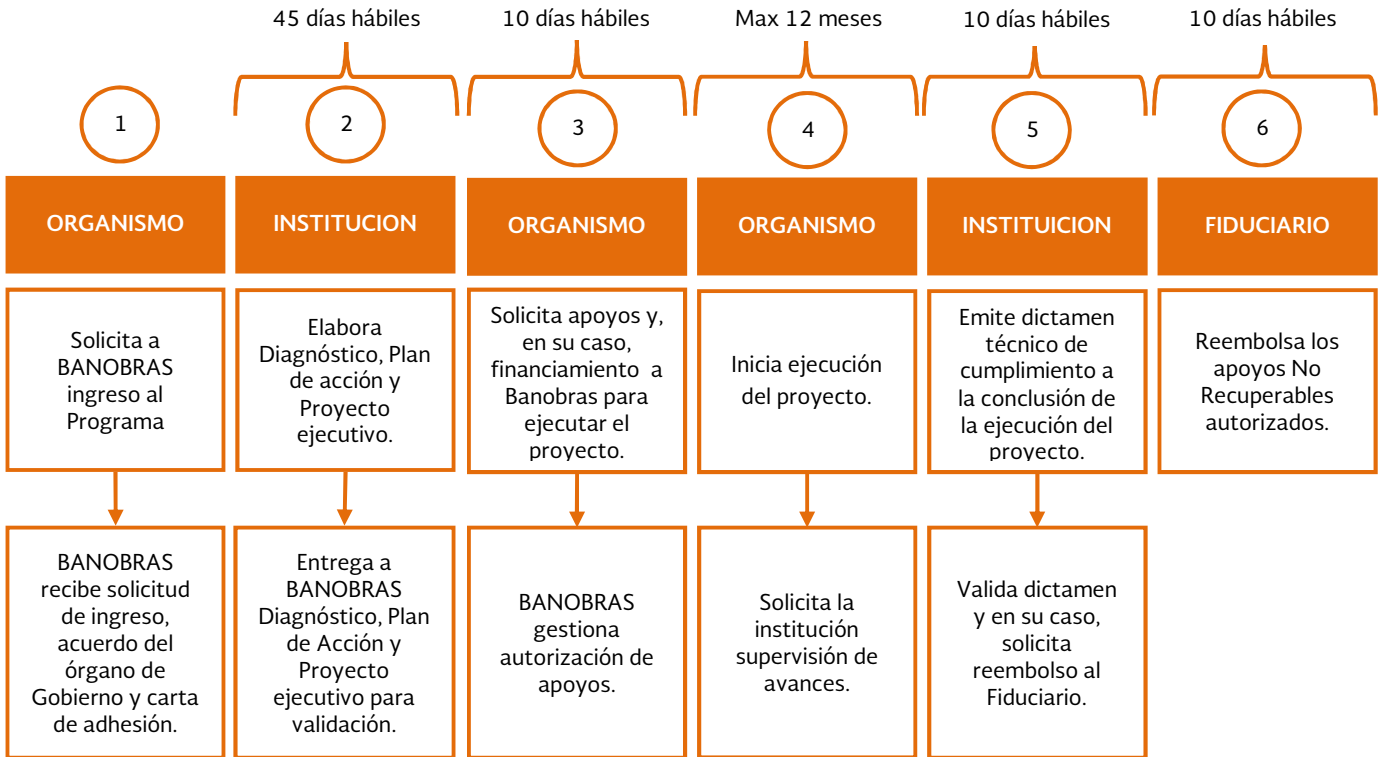 45 días hábiles
10 días hábiles
Max 12 meses
10 días hábiles
10 días hábiles
1
2
3
4
5
6
ORGANISMO
INSTITUCION
ORGANISMO
ORGANISMO
INSTITUICION
FIDUCIARIO
Solicita a
BANOBRAS
ingreso al
Programa
Elabora
Diagnóstico, Plan
de acción y
Proyecto
ejecutivo.
Solicita apoyos y,
en su caso,
financiamiento a
Banobras para
ejecutar el
proyecto.
Inicia ejecución
del proyecto.
Emite dictamen
técnico de
cumplimiento a
la conclusión de
la ejecución del
proyecto.
Reembolsa los
apoyos No
Recuperables
autorizados.
BANOBRAS
recibe solicitud
de ingreso,
acuerdo del
órgano de
Gobierno y carta
de adhesión.
Entrega a
BANOBRAS
Diagnóstico, Plan
de Acción y
Proyecto
ejecutivo para
validación.
BANOBRAS
gestiona
autorización de
apoyos.
Solicita la
institución
supervisión de
avances.
Valida dictamen
y en su caso,
solicita
reembolso al
Fiduciario.